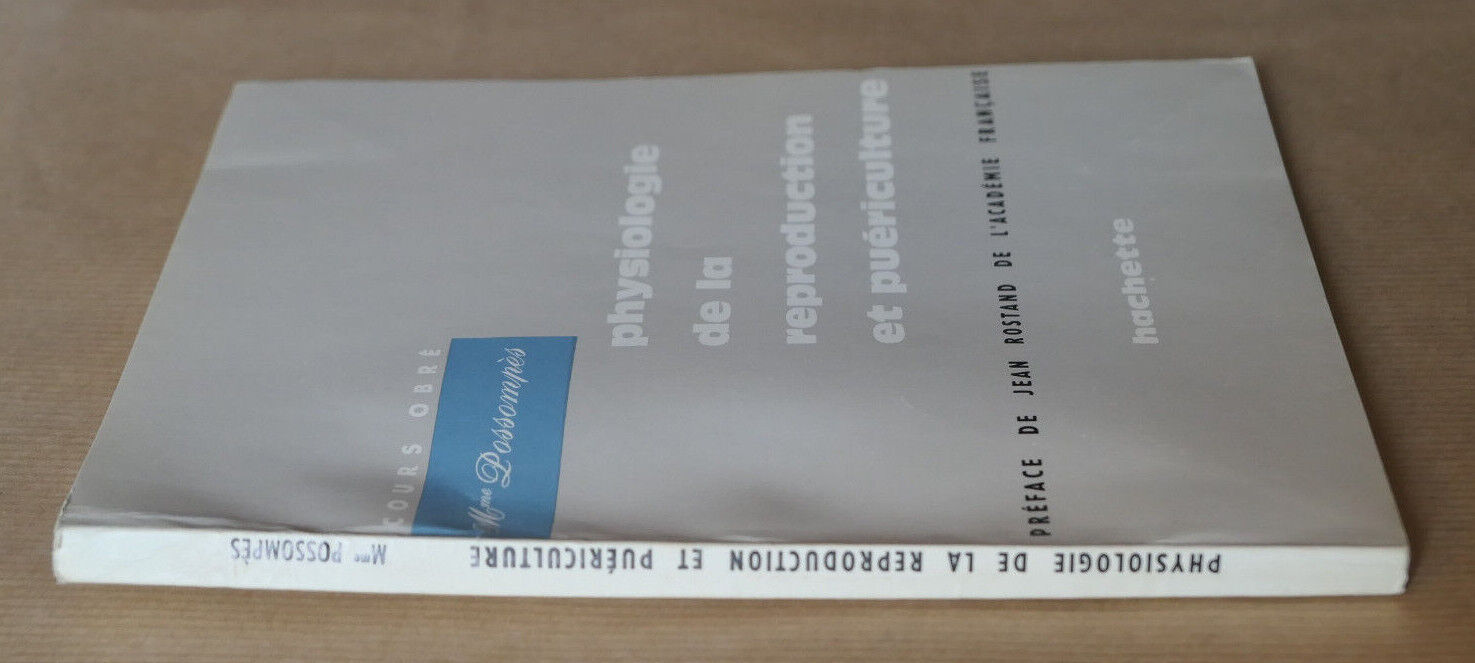 COURS OBRÉ
Mme Possompès
physiologie
de la
reproduction
et puériculture
PRÉFACE DE JEAN ROSTAND DE L'ACADÉMIE FRANÇAISE
hachette
PHYSIOLOGIE DE LA REPRODUCTION ET PUÉRICULTURE Mme POSSOMPÈS